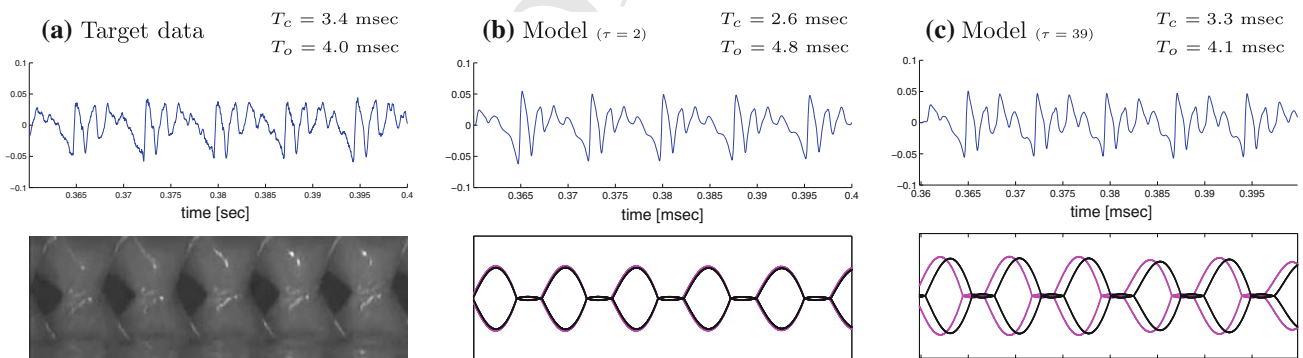 (a) Target data
T_c = 3.4 msec
T_o = 4.0 msec
0.1
0.05
0
−0.05
−0.1
0.365 0.37 0.375 0.38 0.385 0.39 0.395 0.4
time [sec]
(b) Model (τ = 2)
T_c = 2.6 msec
T_o = 4.8 msec
0.1
0.05
0
−0.05
−0.1
0.365 0.37 0.375 0.38 0.385 0.39 0.395 0.4
time [msec]
(c) Model (τ = 39)
T_c = 3.3 msec
T_o = 4.1 msec
0.1
0.05
0
−0.05
−0.1
0.36 0.365 0.37 0.375 0.38 0.385 0.39 0.395
time [msec]